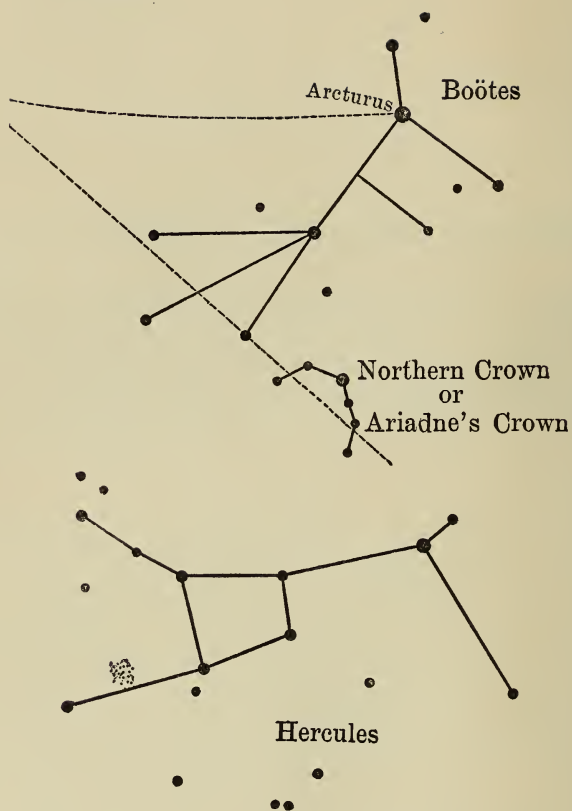 Arcturus
Boötes
Northern Crown
or
Ariadne's Crown
Hercules